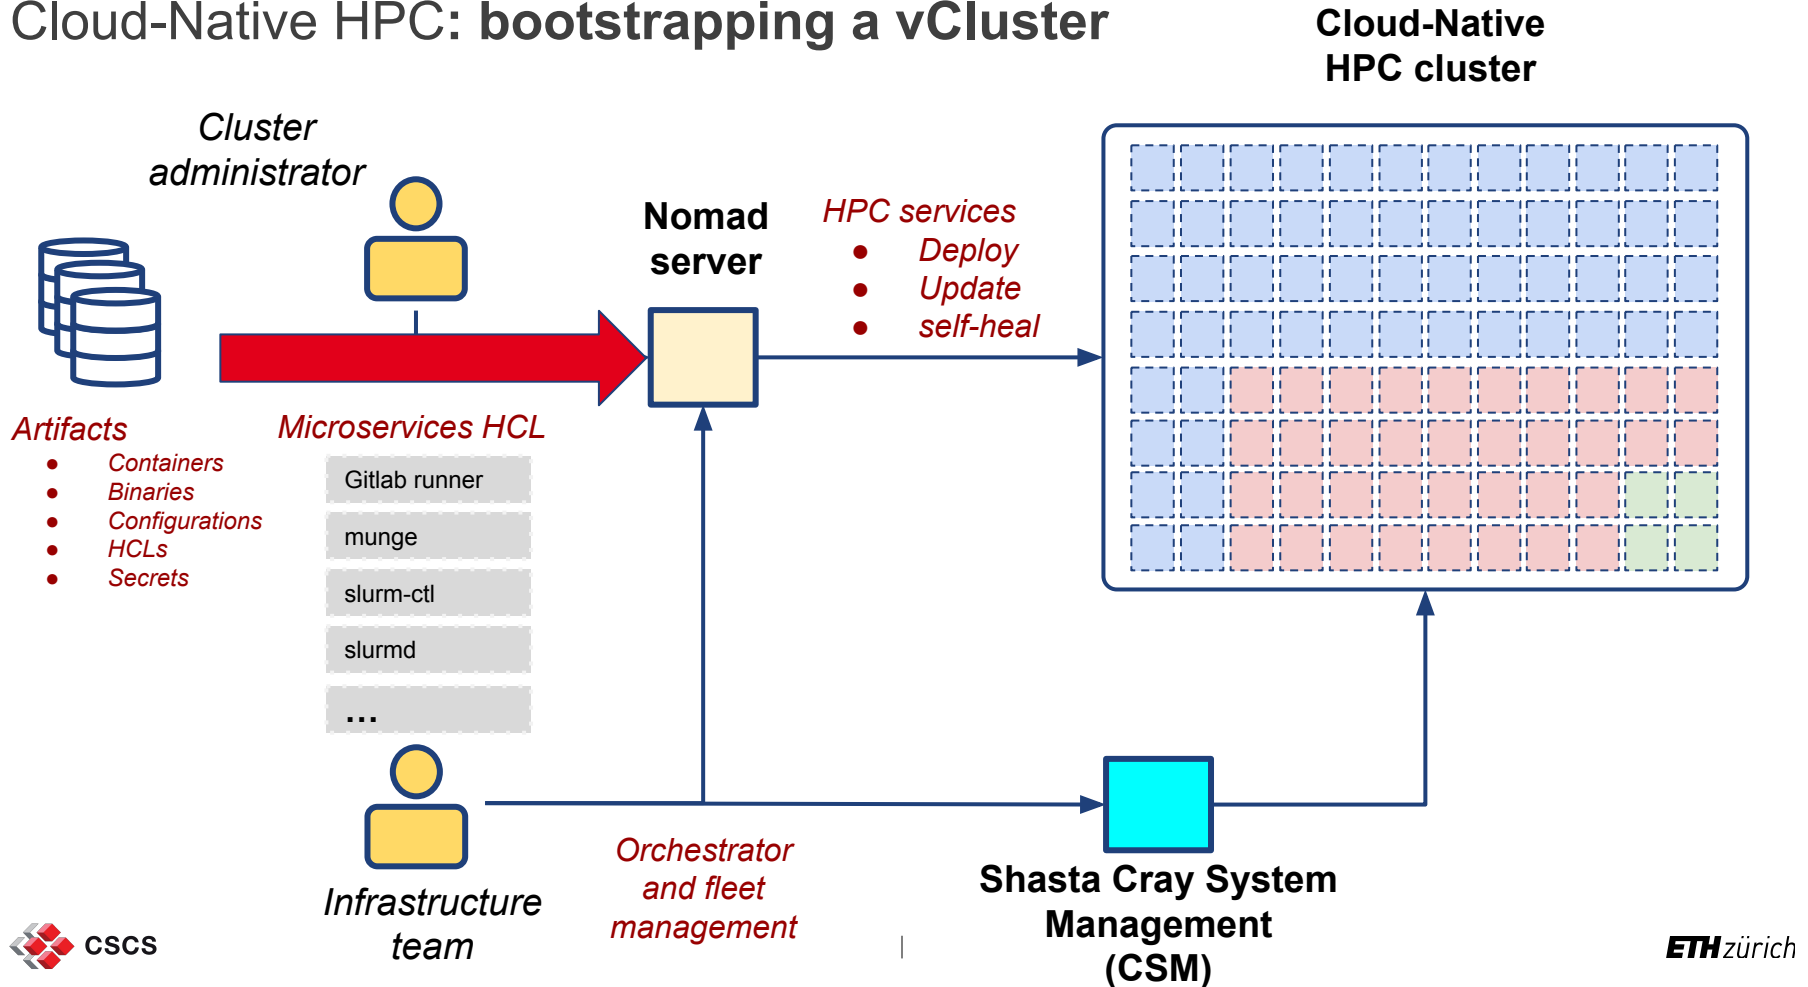 Cloud-Native HPC: bootstrapping a vCluster
Cloud-Native
HPC cluster
Cluster
administrator
Nomad
server
HPC services
● Deploy
● Update
● self-heal
Artifacts
● Containers
● Binaries
● Configurations
● HCLs
● Secrets
Microservices HCL
Gitlab runner
munge
slurm-ctl
slurmd
...
Infrastructure
team
Orchestrator
and fleet
management
Shasta Cray System
Management
(CSM)
CSCS
ETH zürich